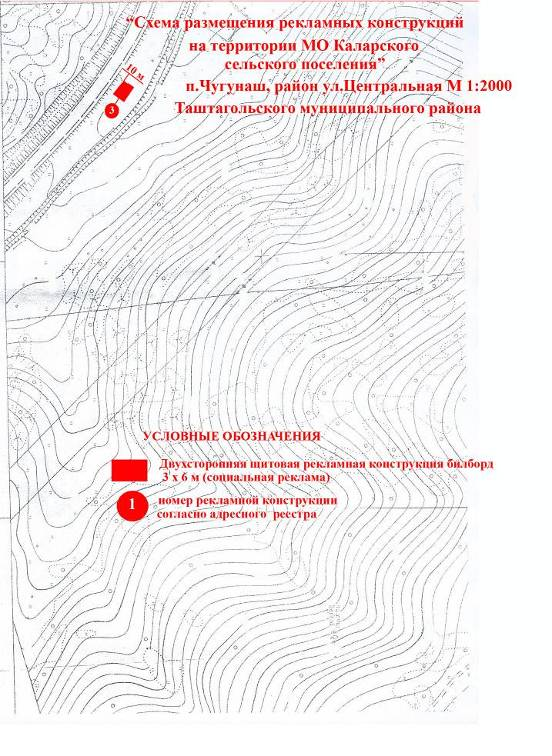 “Схема размещения рекламных конструкций
на территории МО Каларского
сельского поселения”
п.Чугунаш, район ул.Центральная М 1:2000
Таштагольского муниципального района
10 м.
3
УСЛОВНЫЕ ОБОЗНАЧЕНИЯ
Двухсторонняя щитовая рекламная конструкция билборд
3 х 6 м (социальная реклама)
1
номер рекламной конструкции
согласно адресного реестра